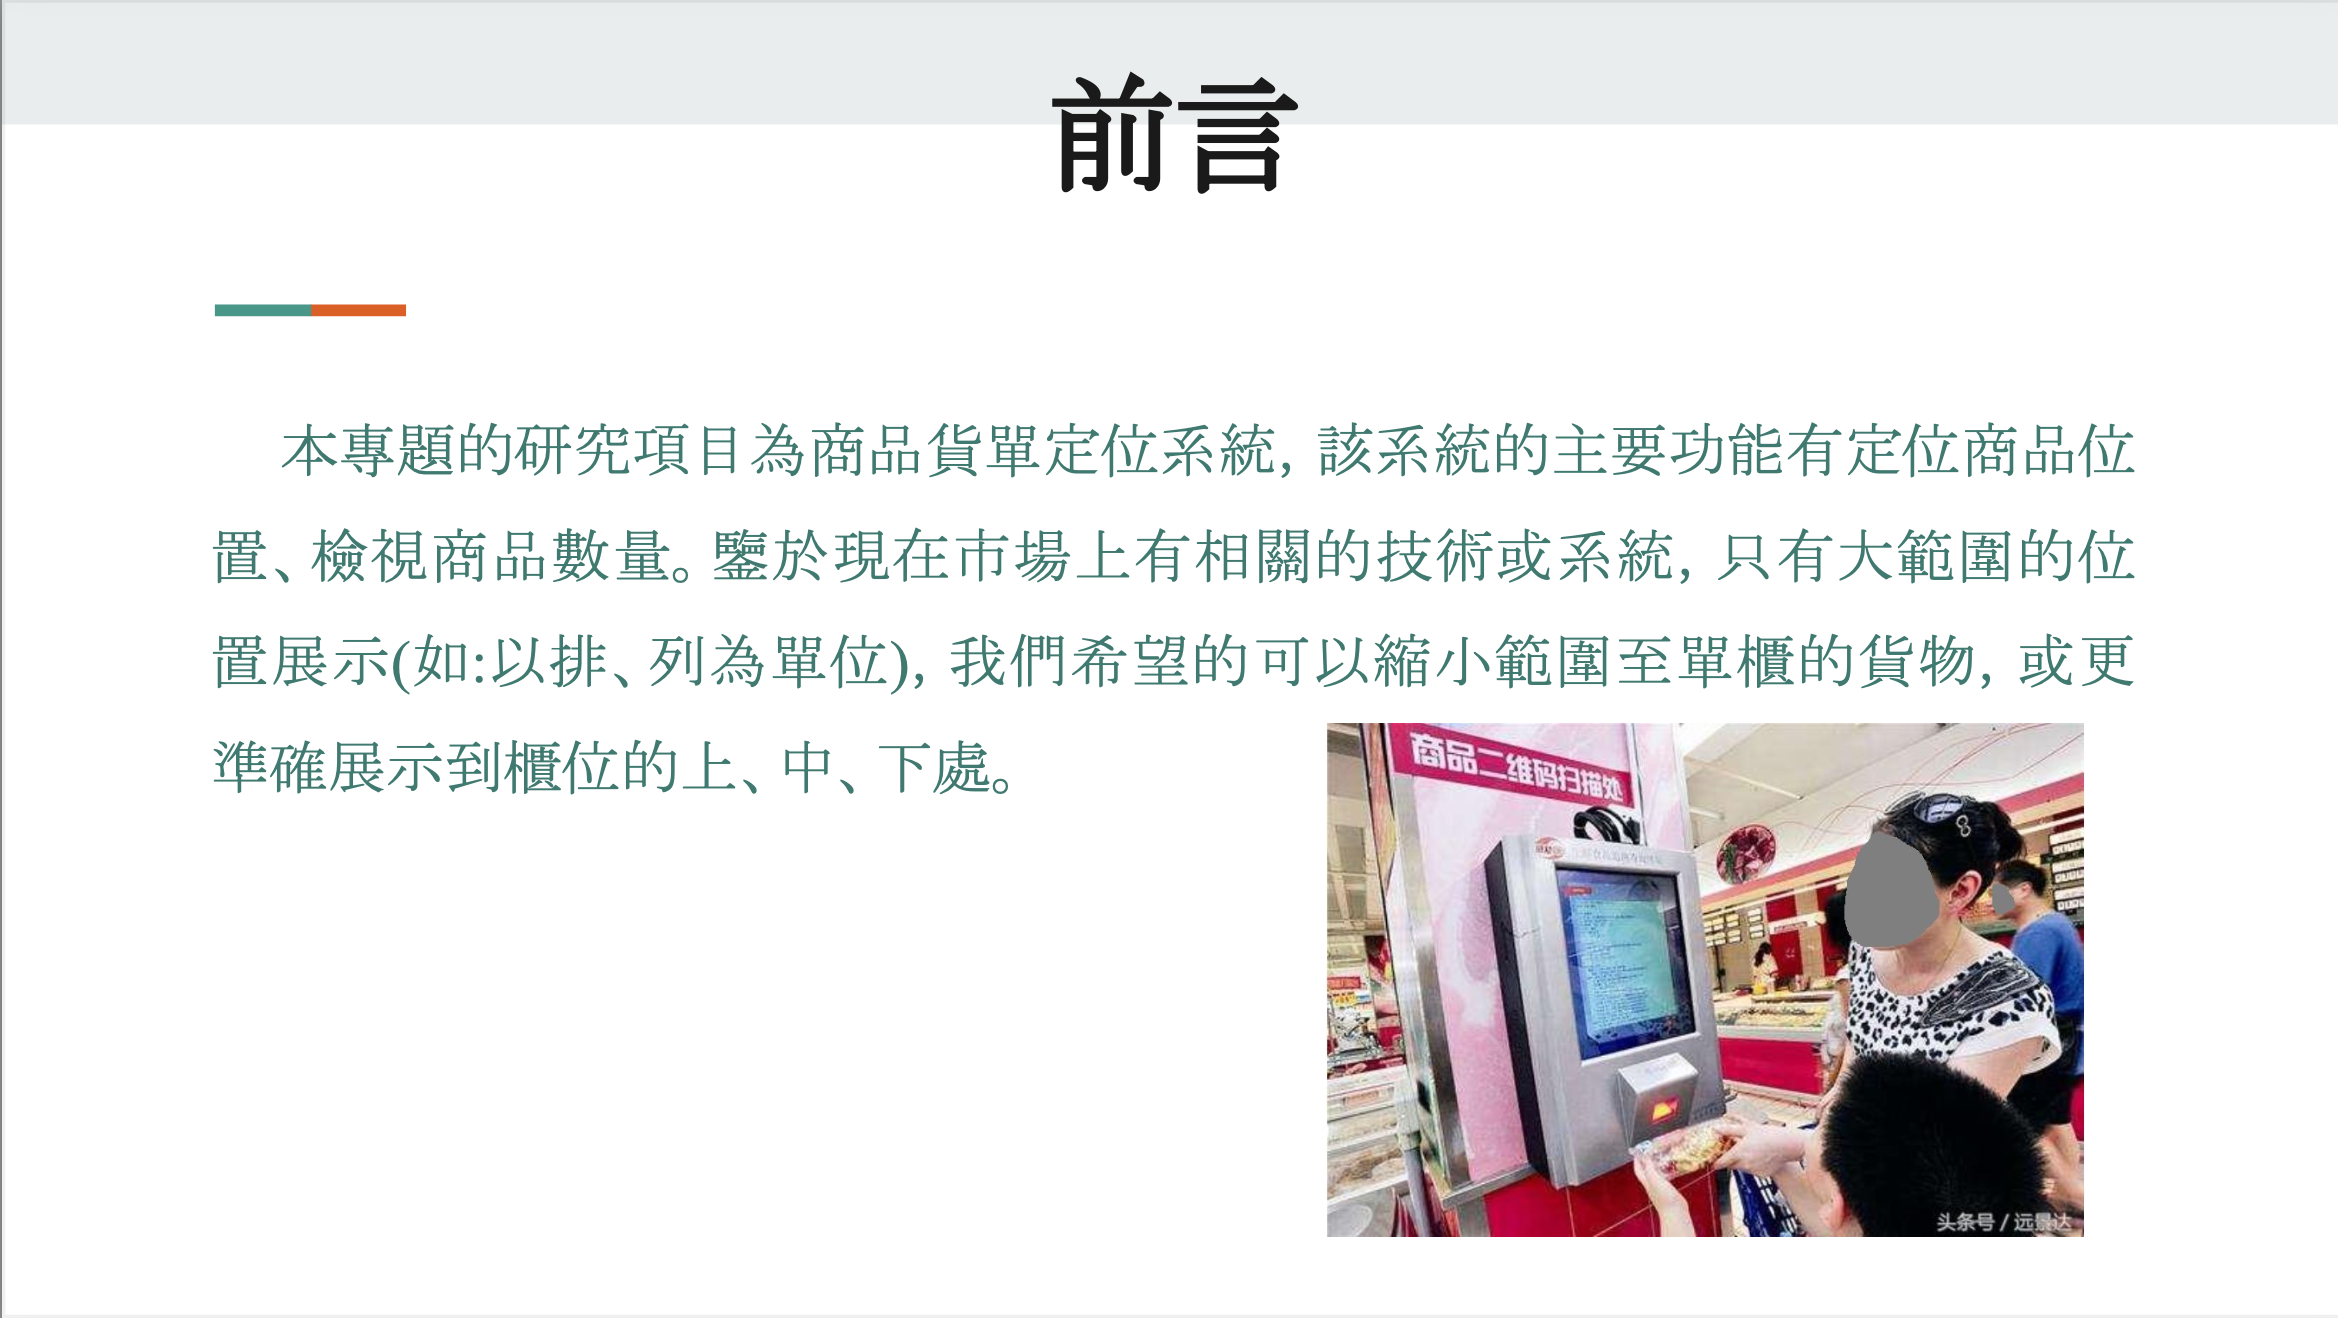 前言
本專題的研究項目為商品貨單定位系統, 該系統的主要功能有定位商品位
置、檢視商品數量。鑒於現在市場上有相關的技術或系統, 只有大範圍的位
置展示(如:以排、列為單位), 我們希望的可以縮小範圍至單櫃的貨物, 或更
準確展示到櫃位的上、中、下處。
商品二维码扫描处
头条号 / 远景达